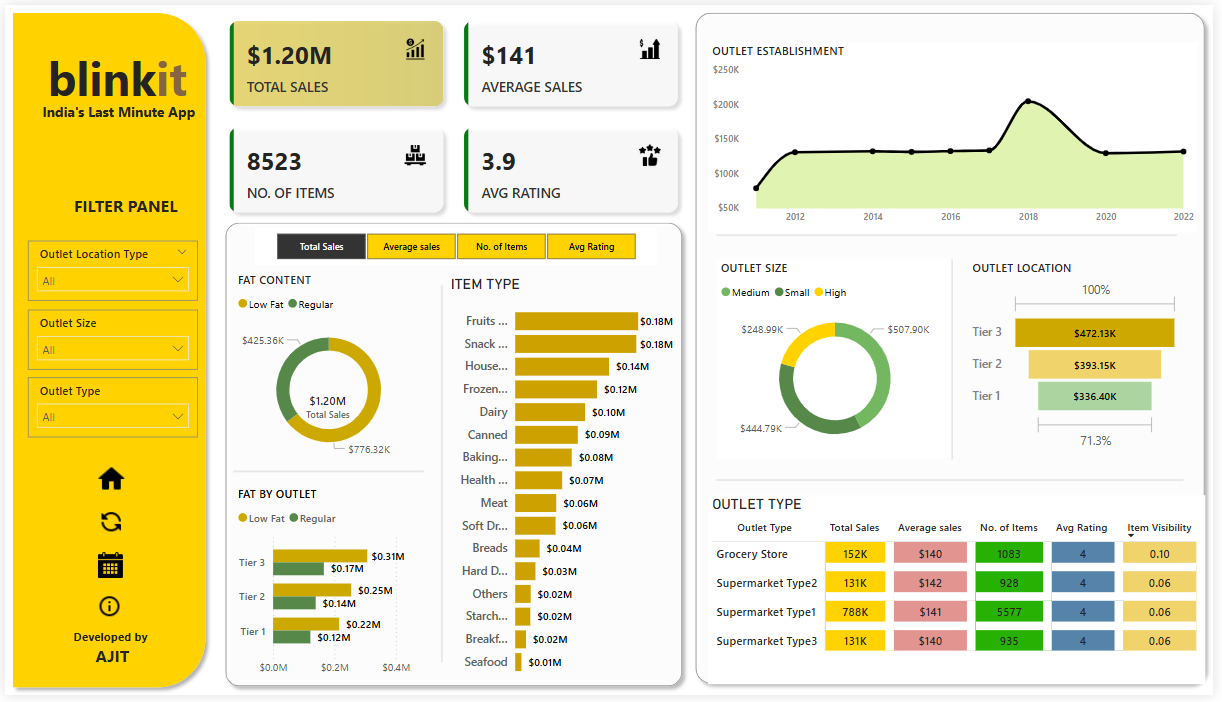 blinkit
India's Last Minute App
FILTER PANEL
Outlet Location Type
All
Outlet Size
All
Outlet Type
All
Developed by
AJIT
$1.20M
TOTAL SALES
$141
AVERAGE SALES
8523
NO. OF ITEMS
3.9
AVG RATING
Total Sales Average sales No. of Items Avg Rating
FAT CONTENT
Low Fat Regular
$425.36K
$1.20M
Total Sales
$776.32K
FAT BY OUTLET
Low Fat Regular
Tier 3 $0.31M
$0.17M
Tier 2 $0.25M
$0.14M
Tier 1 $0.22M
$0.12M
$0.0M $0.2M $0.4M
ITEM TYPE
Fruits ... $0.18M
Snack ... $0.18M
House... $0.14M
Frozen... $0.12M
Dairy $0.10M
Canned $0.09M
Baking... $0.08M
Health ... $0.07M
Meat $0.06M
Soft Dr... $0.06M
Breads $0.04M
Hard D... $0.03M
Others $0.02M
Starch... $0.02M
Breakf... $0.02M
Seafood $0.01M
OUTLET ESTABLISHMENT
$250K
$200K
$150K
$100K
$50K
2012 2014 2016 2018 2020 2022
OUTLET SIZE
Medium Small High
$248.99K $507.90K
$444.79K
OUTLET LOCATION
100%
Tier 3 $472.13K
Tier 2 $393.15K
Tier 1 $336.40K
71.3%
OUTLET TYPE
Outlet Type Total Sales Average sales No. of Items Avg Rating Item Visibility
Grocery Store 152K $140 1083 4 0.10
Supermarket Type2 131K $142 928 4 0.06
Supermarket Type1 788K $141 5577 4 0.06
Supermarket Type3 131K $140 935 4 0.06